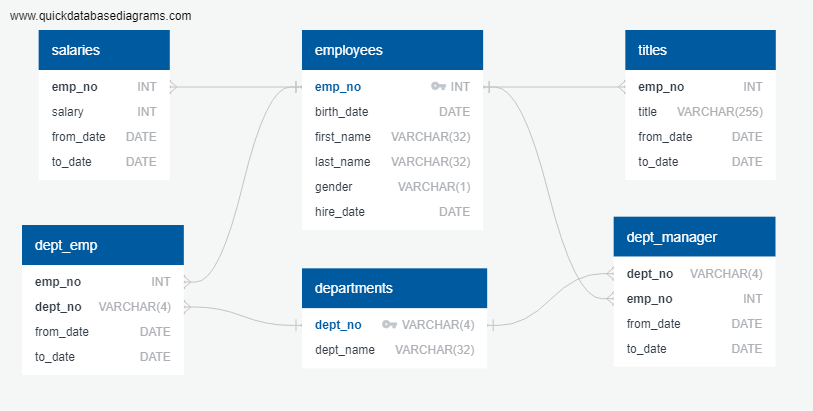 www.quickdatabasediagrams.com
salaries
emp_no INT
salary INT
from_date DATE
to_date DATE
employees
emp_no INT
birth_date DATE
first_name VARCHAR(32)
last_name VARCHAR(32)
gender VARCHAR(1)
hire_date DATE
titles
emp_no INT
title VARCHAR(255)
from_date DATE
to_date DATE
dept_emp
emp_no INT
dept_no VARCHAR(4)
from_date DATE
to_date DATE
departments
dept_no VARCHAR(4)
dept_name VARCHAR(32)
dept_manager
dept_no VARCHAR(4)
emp_no INT
from_date DATE
to_date DATE